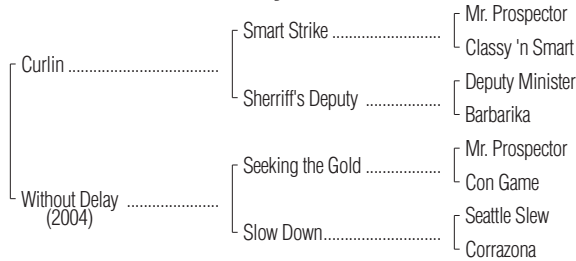 Mr. Prospector
Smart Strike ..........................
Classy 'n Smart
Curlin ....................................
Deputy Minister
Sherriff's Deputy ..................
Barbarika
Mr. Prospector
Seeking the Gold ..................
Con Game
Without Delay ......................
(2004)
Seattle Slew
Slow Down............................
Corrazona